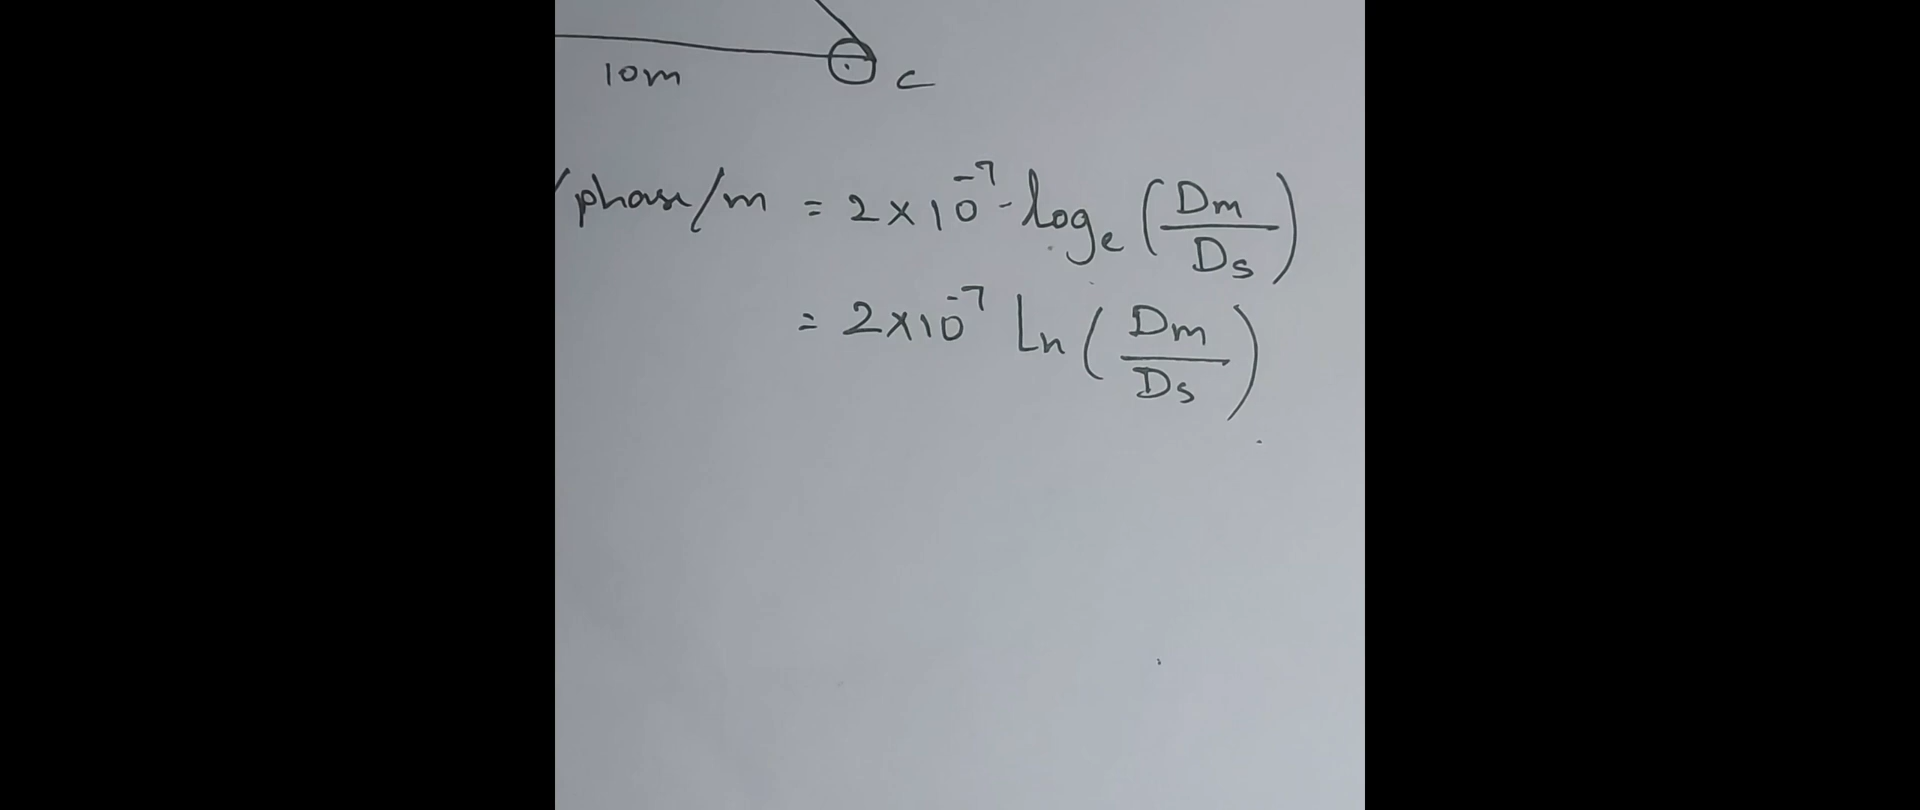 10m
C
/phase/m = 2×10⁻⁷ logₑ (Dm/Ds)
= 2×10⁻⁷ Ln (Dm/Ds)